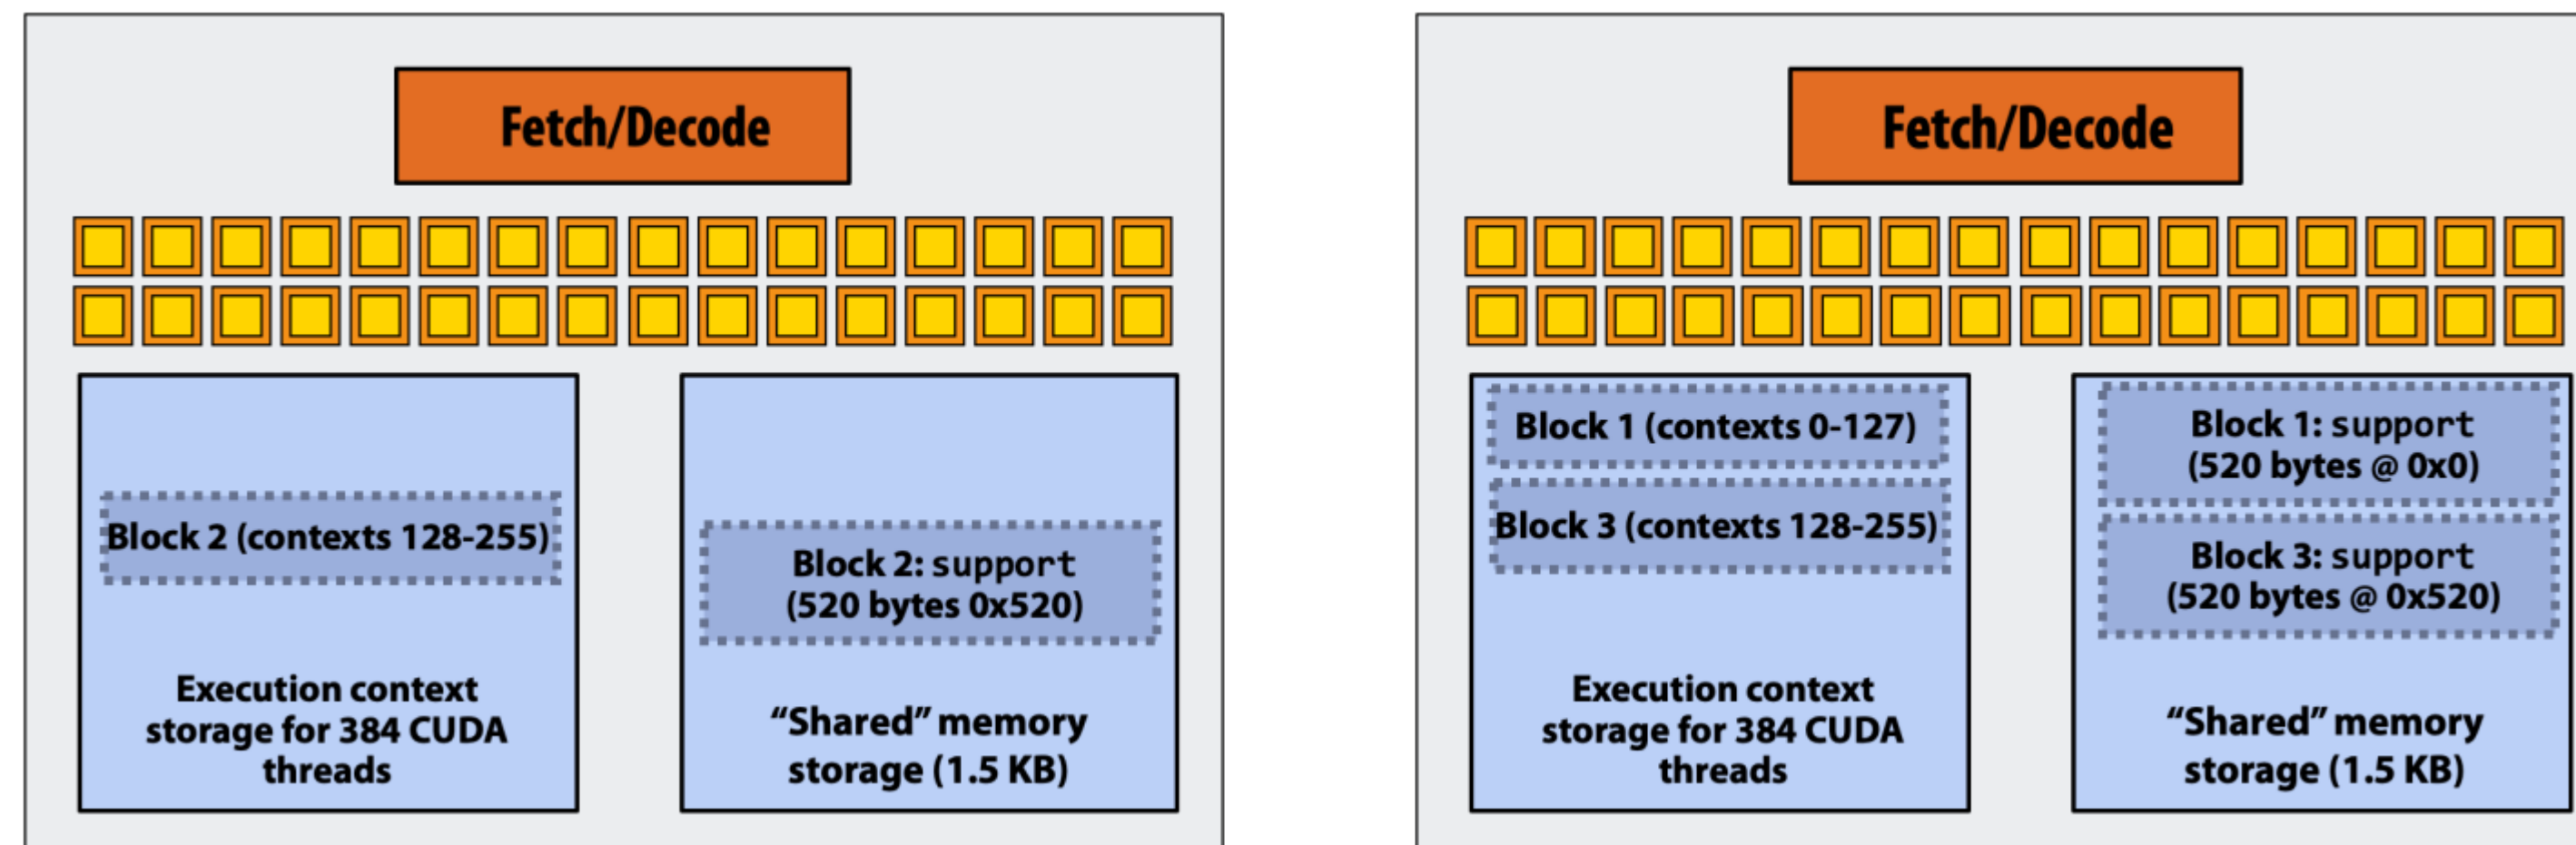 Fetch/Decode
Block 2 (contexts 128-255)
Execution context
storage for 384 CUDA
threads
Block 2: support
(520 bytes 0x520)
“Shared” memory
storage (1.5 KB)
Fetch/Decode
Block 1 (contexts 0-127)
Block 3 (contexts 128-255)
Execution context
storage for 384 CUDA
threads
Block 1: support
(520 bytes @ 0x0)
Block 3: support
(520 bytes @ 0x520)
“Shared” memory
storage (1.5 KB)